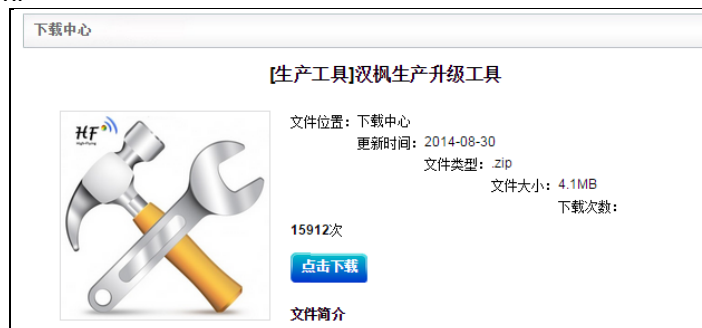 下载中心
[生产工具]汉枫生产升级工具
HF
High-Flying
文件位置：下载中心
更新时间：2014-08-30
文件类型：.zip
文件大小：4.1MB
下载次数：
15912次
点击下载
文件简介